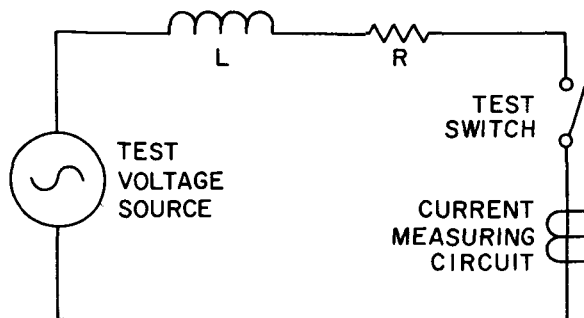 L
R
TEST
SWITCH
TEST
VOLTAGE
SOURCE
CURRENT
MEASURING
CIRCUIT